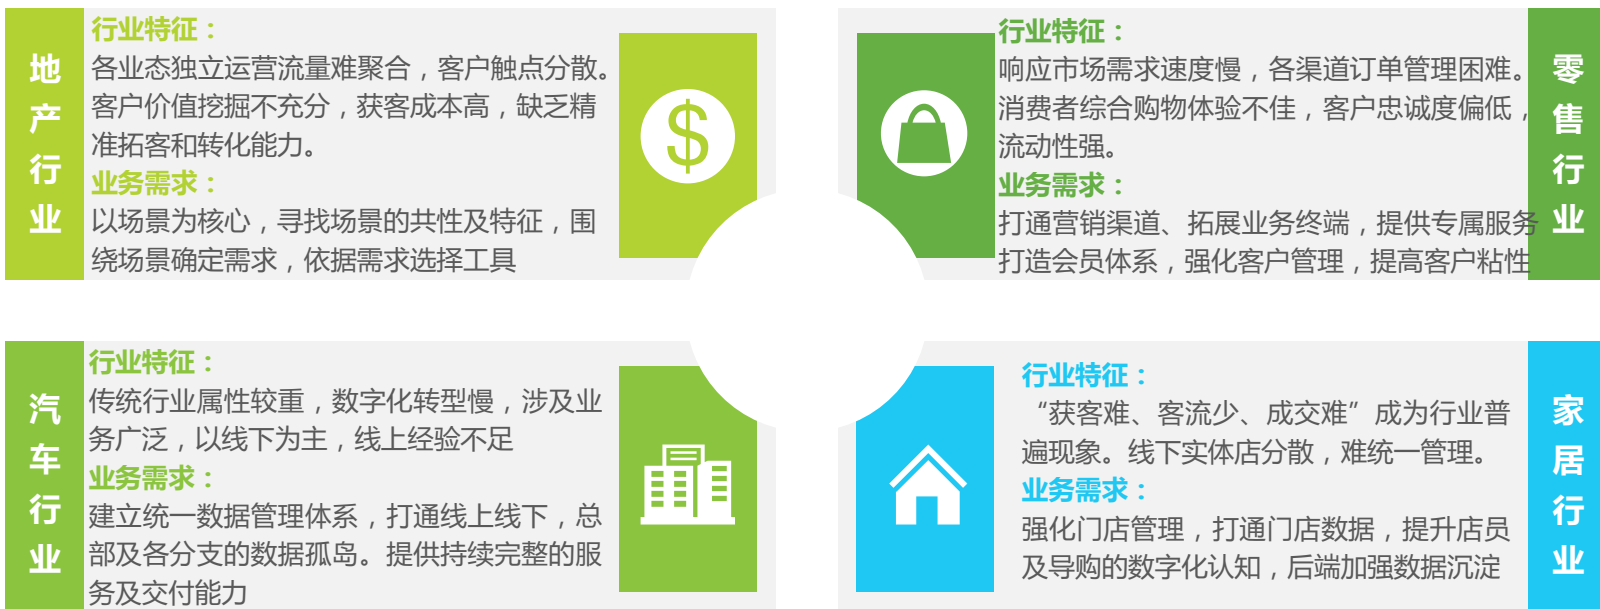 地产行业
行业特征：
各业态独立运营流量难聚合，客户触点分散。
客户价值挖掘不充分，获客成本高，缺乏精
准拓客和转化能力。
业务需求：
以场景为核心，寻找场景的共性及特征，围
绕场景确定需求，依据需求选择工具
$
零售行业
行业特征：
响应市场需求速度慢，各渠道订单管理困难。
消费者综合购物体验不佳，客户忠诚度偏低，
流动性强。
业务需求：
打通营销渠道、拓展业务终端，提供专属服务
打造会员体系，强化客户管理，提高客户粘性
汽车行业
行业特征：
传统行业属性较重，数字化转型慢，涉及业
务广泛，以线下为主，线上经验不足
业务需求：
建立统一数据管理体系，打通线上线下，总
部及各分支的数据孤岛。提供持续完整的服
务及交付能力
家居行业
行业特征：
“获客难、客流少、成交难”成为行业普
遍现象。线下实体店分散，难统一管理。
业务需求：
强化门店管理，打通门店数据，提升店员
及导购的数字化认知，后端加强数据沉淀